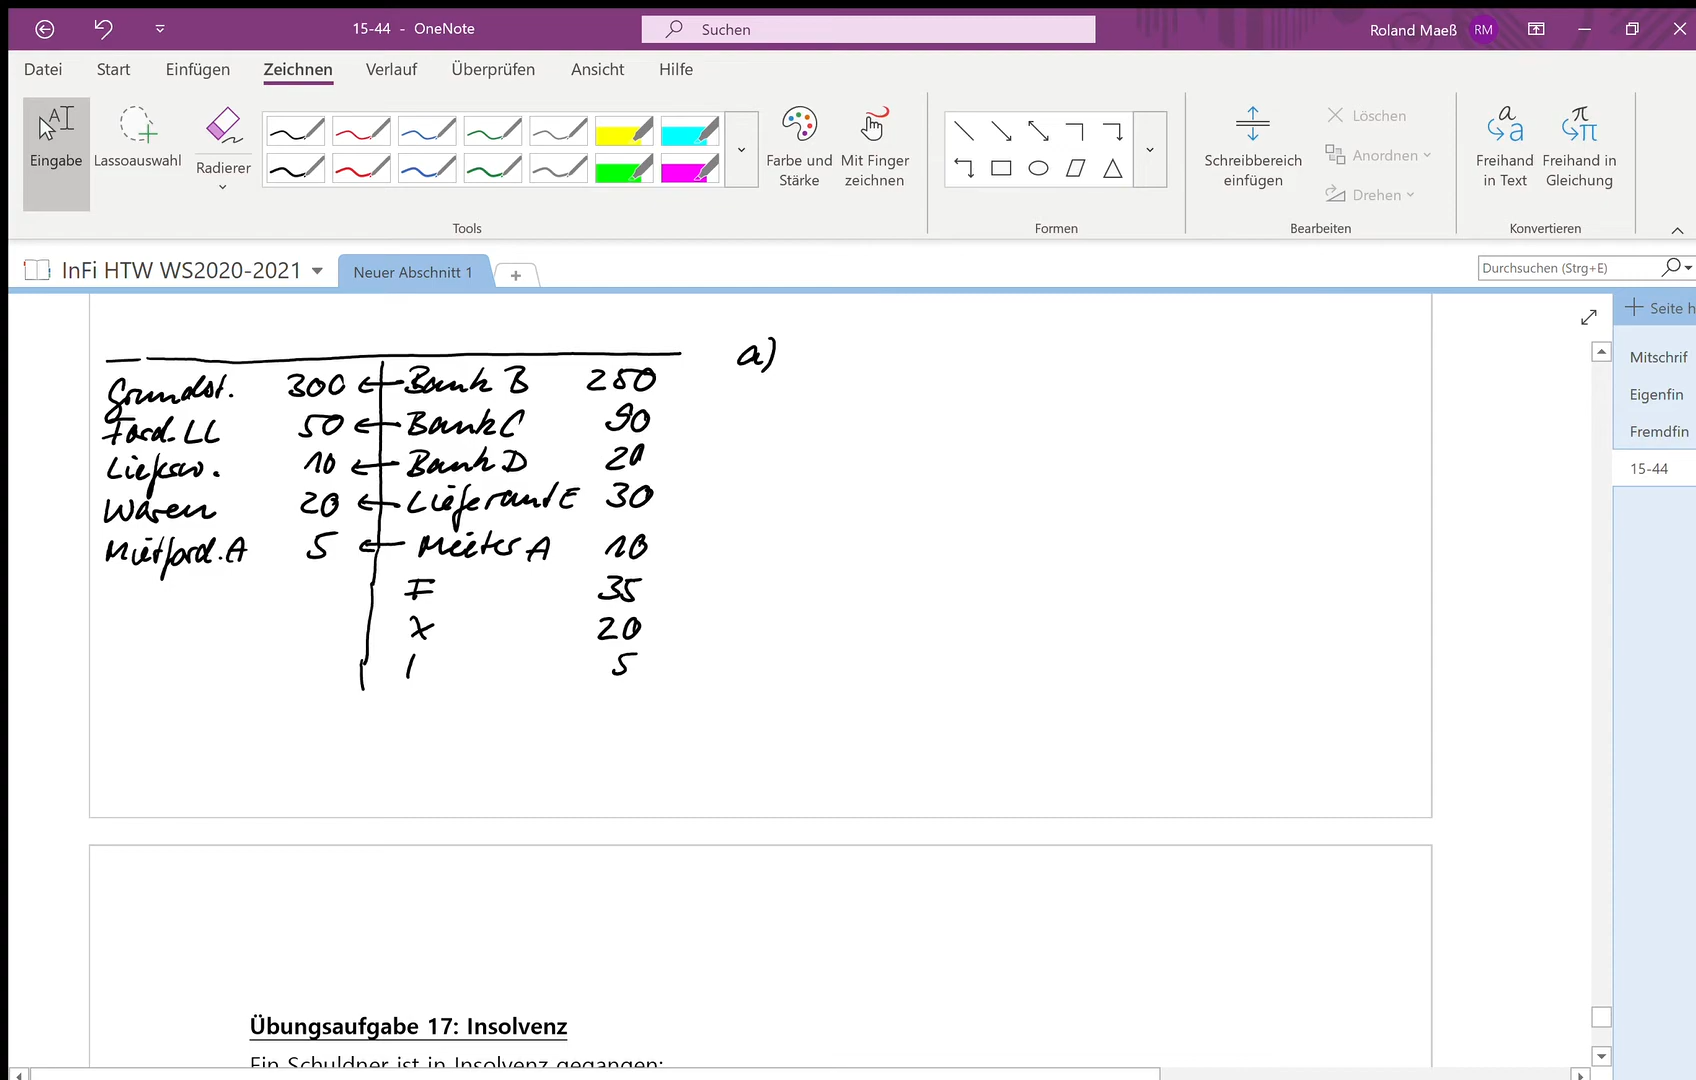 15-44 - OneNote
Suchen
Roland Maeß RM
Datei Start Einfügen Zeichnen Verlauf Überprüfen Ansicht Hilfe
Eingabe
Lassoauswahl
Radierer
Farbe und Stärke
Mit Finger zeichnen
Schreibbereich einfügen
Löschen
Anordnen
Drehen
Freihand in Text
Freihand in Gleichung
Tools
Formen
Bearbeiten
Konvertieren
InFi HTW WS2020-2021
Neuer Abschnitt 1
Durchsuchen (Strg+E)
Seite h
Mitschrif
Eigenfin
Fremdfin
15-44
a)
Grundst. 300 ← Bank B 250
Ford. LL 50 ← Bank C 90
Liefkw. 10 ← Bank D 20
Waren 20 ← Lieferant E 30
Mietford. A 5 ← Mieter A 10
F 35
X 20
5
Übungsaufgabe 17: Insolvenz
Ein Schuldner ist in Insolvenz gegangen: